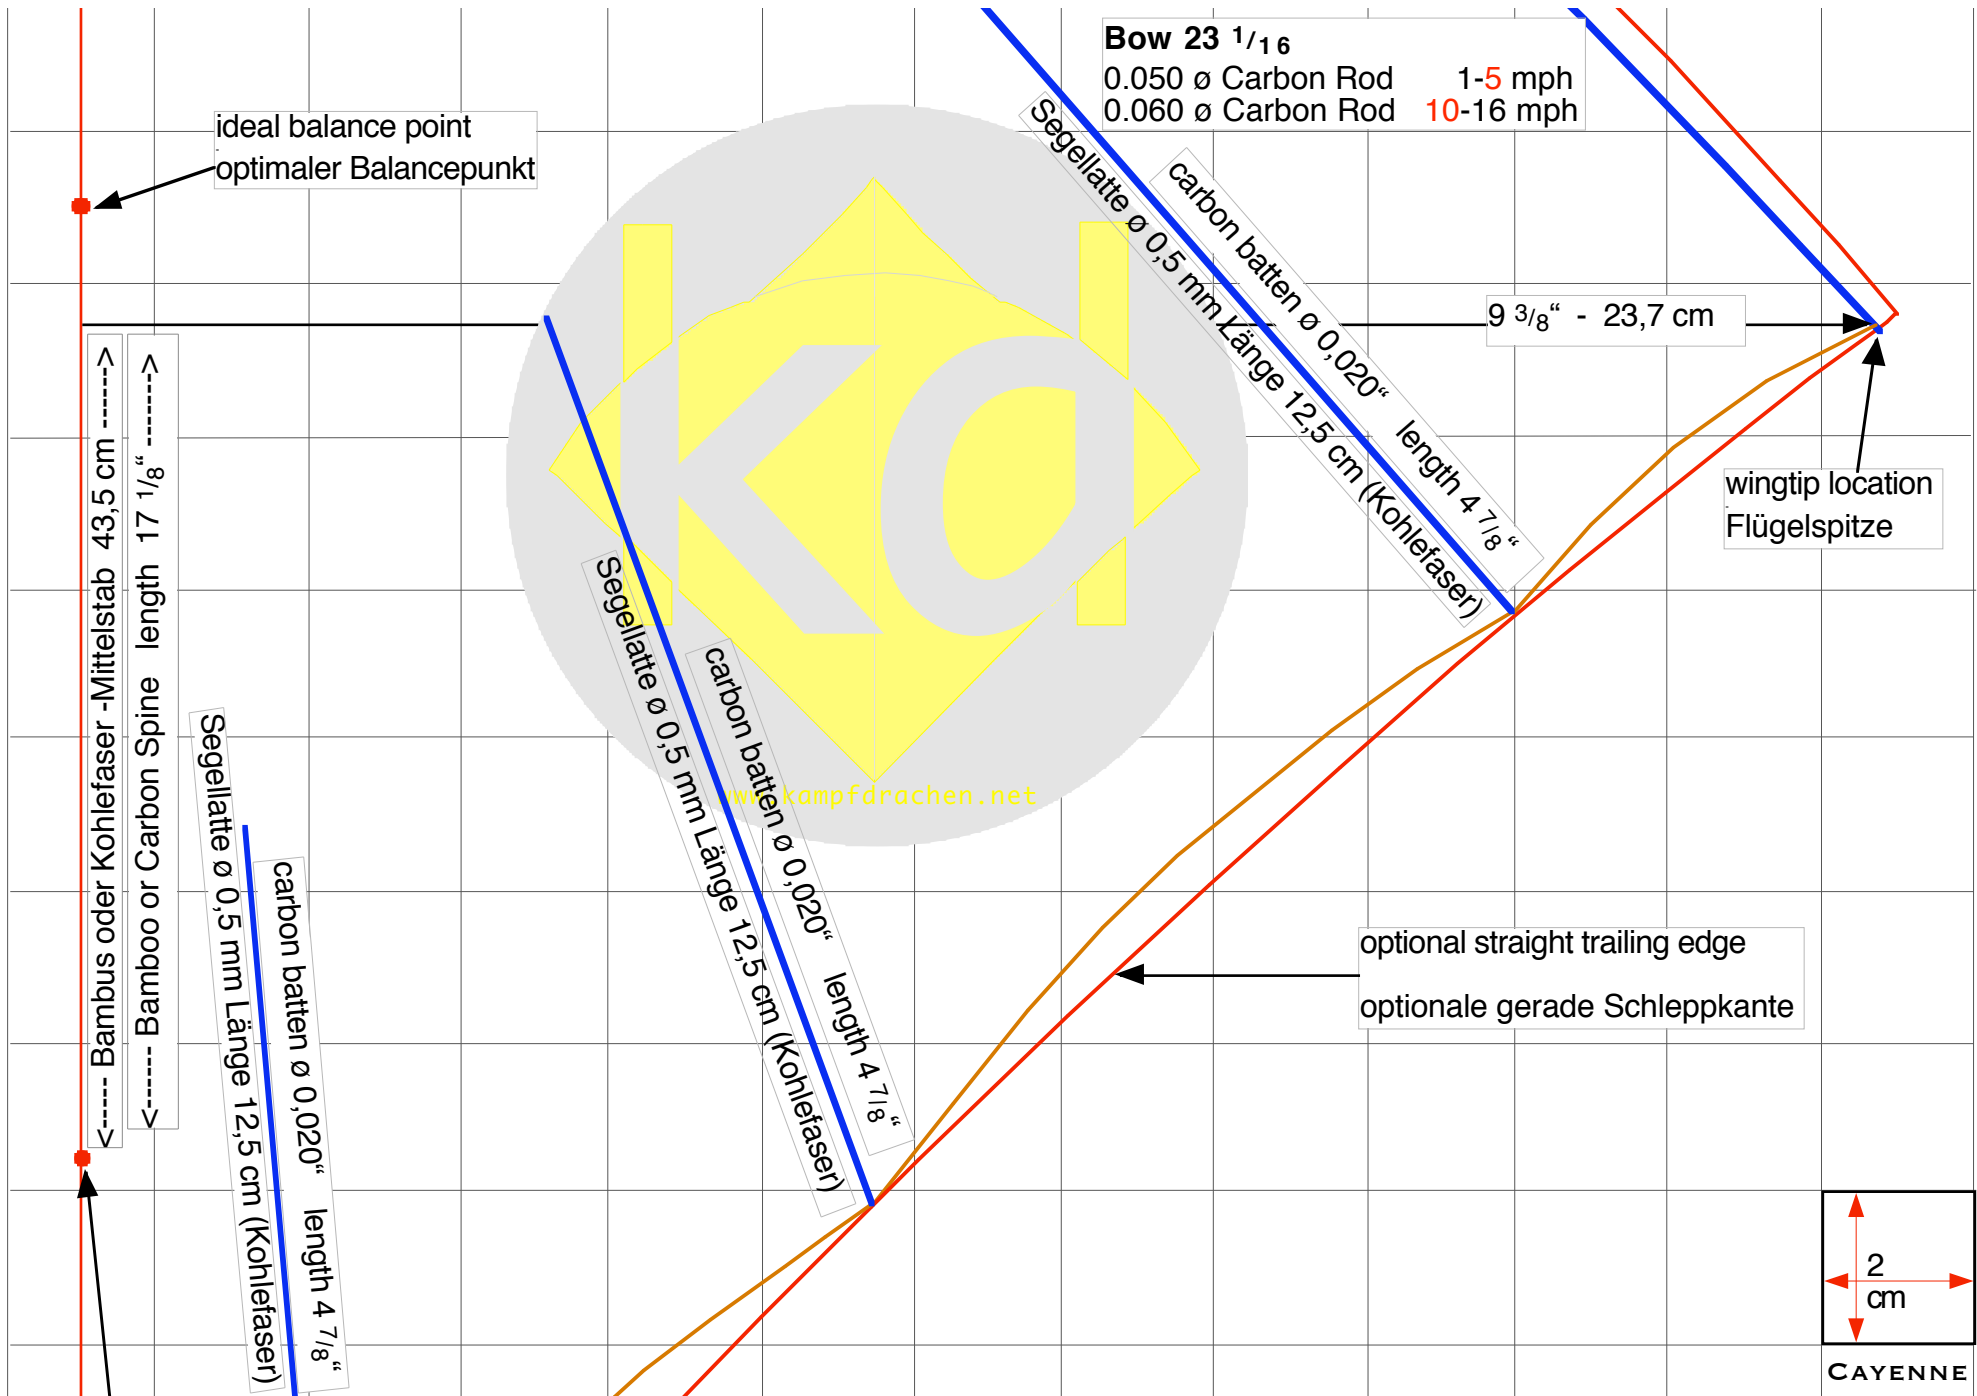 Bow 23 1/16
0.050 ø Carbon Rod 1-5 mph
0.060 ø Carbon Rod 10-16 mph
ideal balance point
optimaler Balancepunkt
Segellatte ø 0,5 mm Länge 12,5 cm (Kohlefaser)
carbon batten ø 0,020“ length 4 7/8“
9 3/8“ - 23,7 cm
wingtip location
Flügelspitze
<----- Bambus oder Kohlefaser -Mittelstab 43,5 cm ------>
<------ Bamboo or Carbon Spine length 17 1/8“ ------->
KA
www.kampfdrachen.net
Segellatte ø 0,5 mm Länge 12,5 cm (Kohlefaser)
carbon batten ø 0,020“ length 4 7/8“
Segellatte ø 0,5 mm Länge 12,5 cm (Kohlefaser)
carbon batten ø 0,020“ length 4 7/8“
optional straight trailing edge
optionale gerade Schleppkante
2
cm
CAYENNE